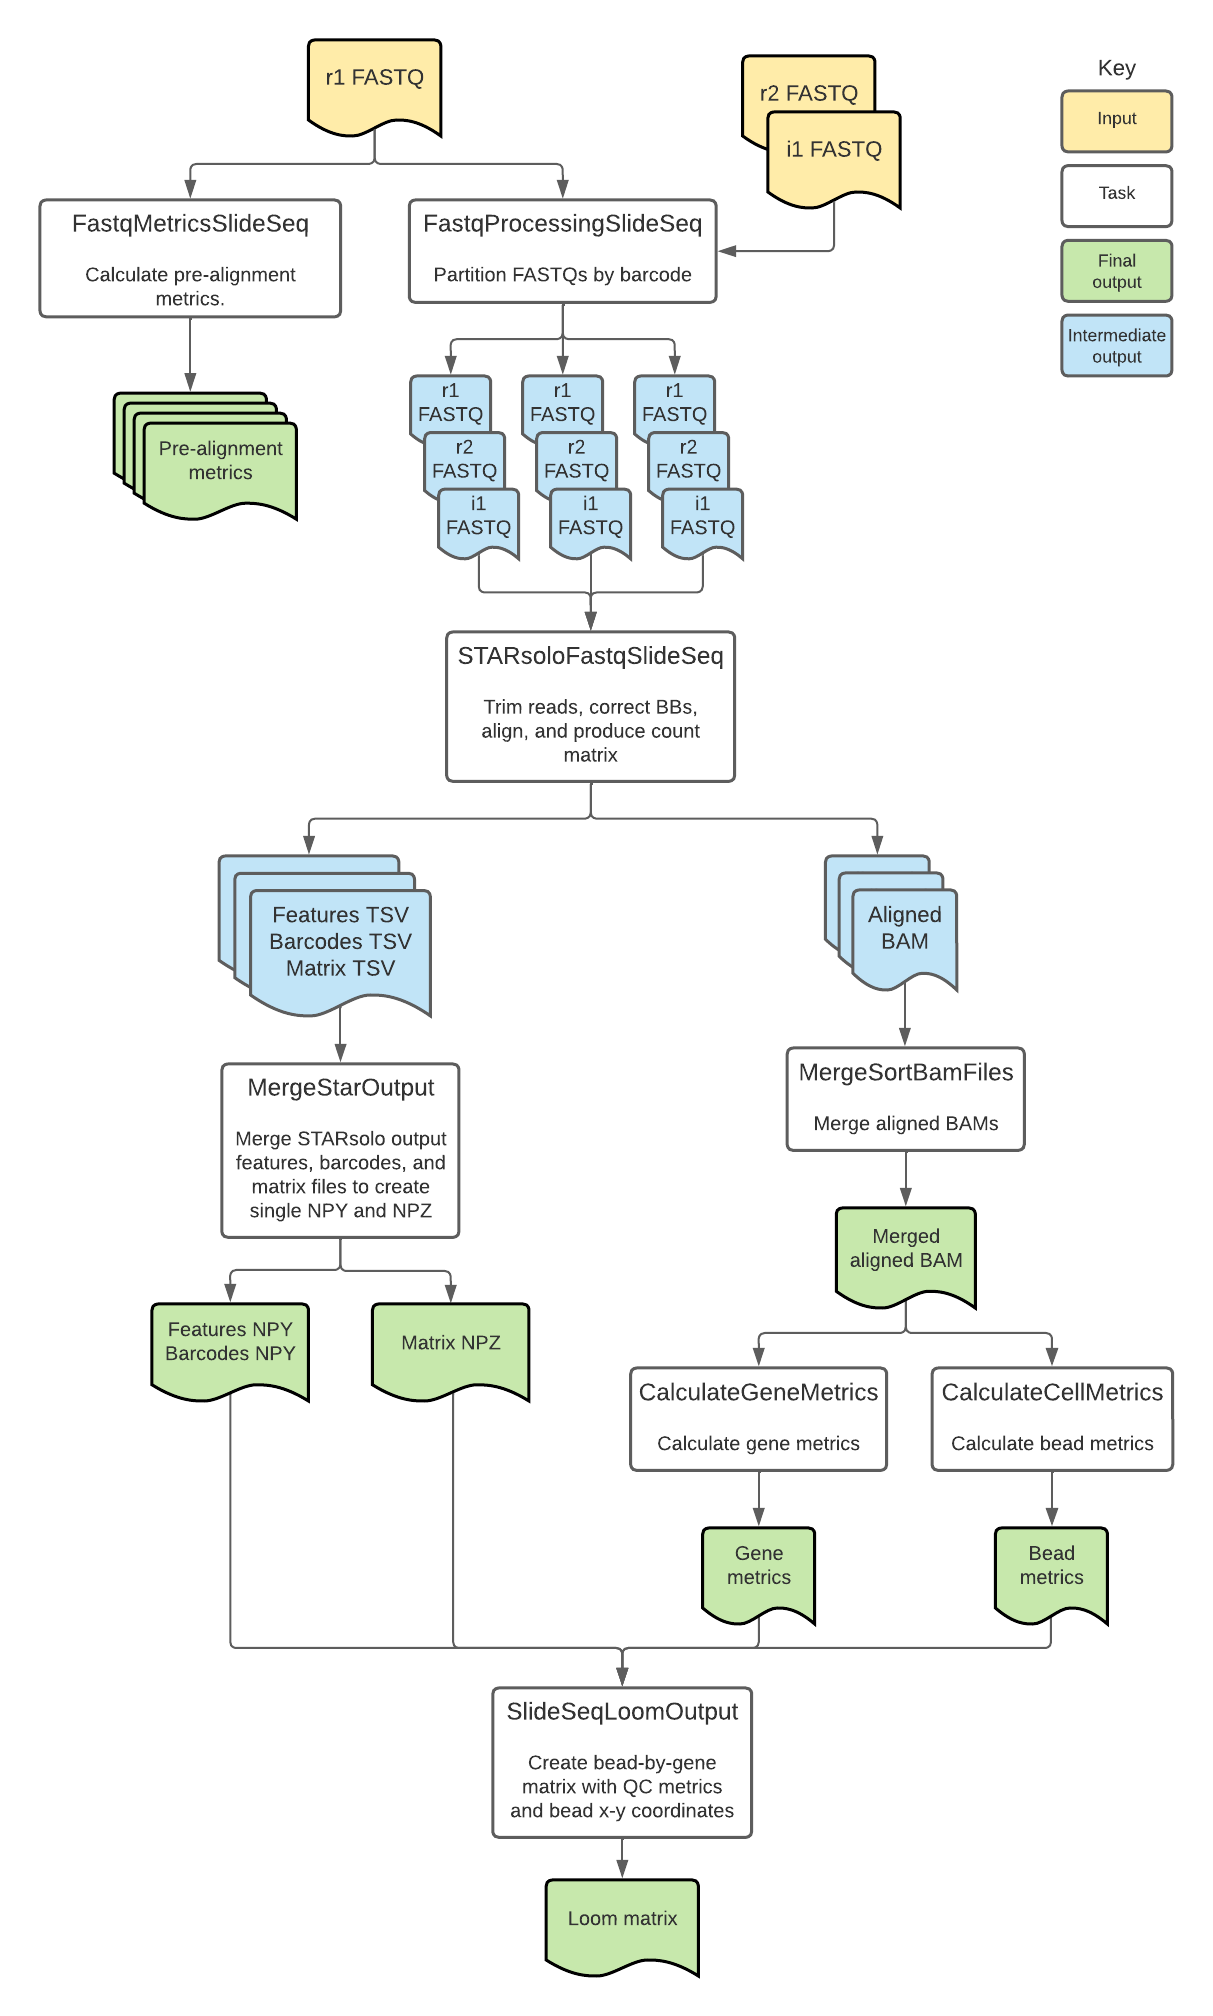 r1 FASTQ
r2 FASTQ
i1 FASTQ
Key
Input
Task
Final
output
Intermediate
output
FastqMetricsSlideSeq
Calculate pre-alignment
metrics.
FastqProcessingSlideSeq
Partition FASTQs by barcode
Pre-alignment
metrics
r1
FASTQ
r2
FASTQ
i1
FASTQ
r1
FASTQ
r2
FASTQ
i1
FASTQ
r1
FASTQ
r2
FASTQ
i1
FASTQ
STARsoloFastqSlideSeq
Trim reads, correct BBs,
align, and produce count
matrix
Features TSV
Barcodes TSV
Matrix TSV
Aligned
BAM
MergeStarOutput
Merge STARsolo output
features, barcodes, and
matrix files to create
single NPY and NPZ
MergeSortBamFiles
Merge aligned BAMs
Merged
aligned BAM
Features NPY
Barcodes NPY
Matrix NPZ
CalculateGeneMetrics
Calculate gene metrics
CalculateCellMetrics
Calculate bead metrics
Gene
metrics
Bead
metrics
SlideSeqLoomOutput
Create bead-by-gene
matrix with QC metrics
and bead x-y coordinates
Loom matrix